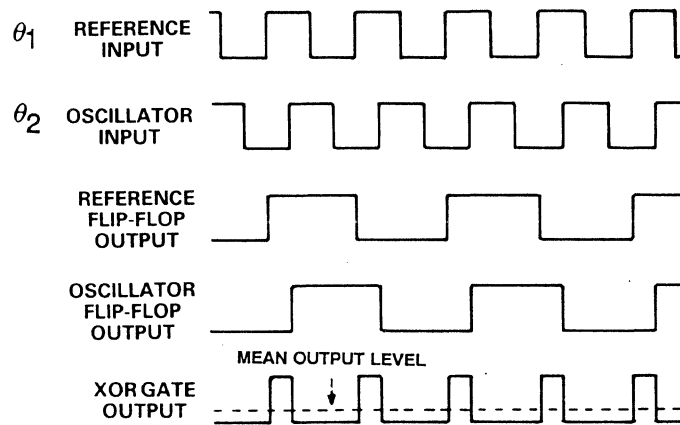 θ1 REFERENCE
INPUT
θ2 OSCILLATOR
INPUT
REFERENCE
FLIP-FLOP
OUTPUT
OSCILLATOR
FLIP-FLOP
OUTPUT
MEAN OUTPUT LEVEL
XOR GATE
OUTPUT